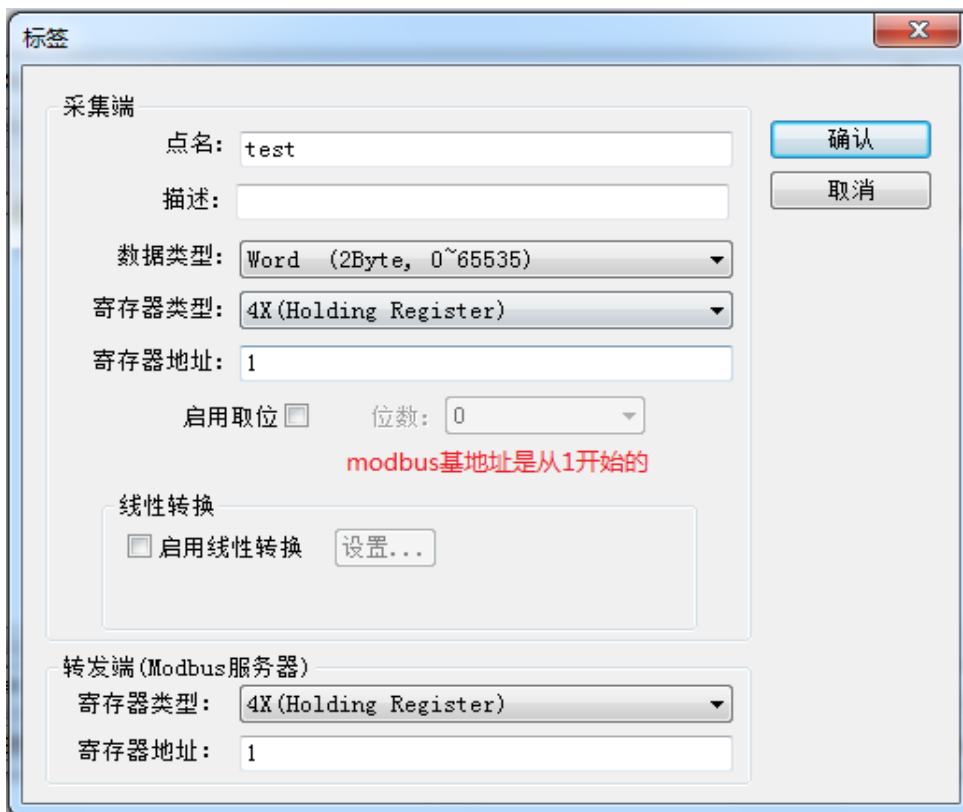 标签
采集端
点名： test
描述：
数据类型： Word (2Byte, 0~65535)
寄存器类型： 4X(Holding Register)
寄存器地址： 1
启用取位 位数： 0
modbus基地址是从1开始的
线性转换
启用线性转换 设置...
转发端(Modbus服务器)
寄存器类型： 4X(Holding Register)
寄存器地址： 1
确认
取消